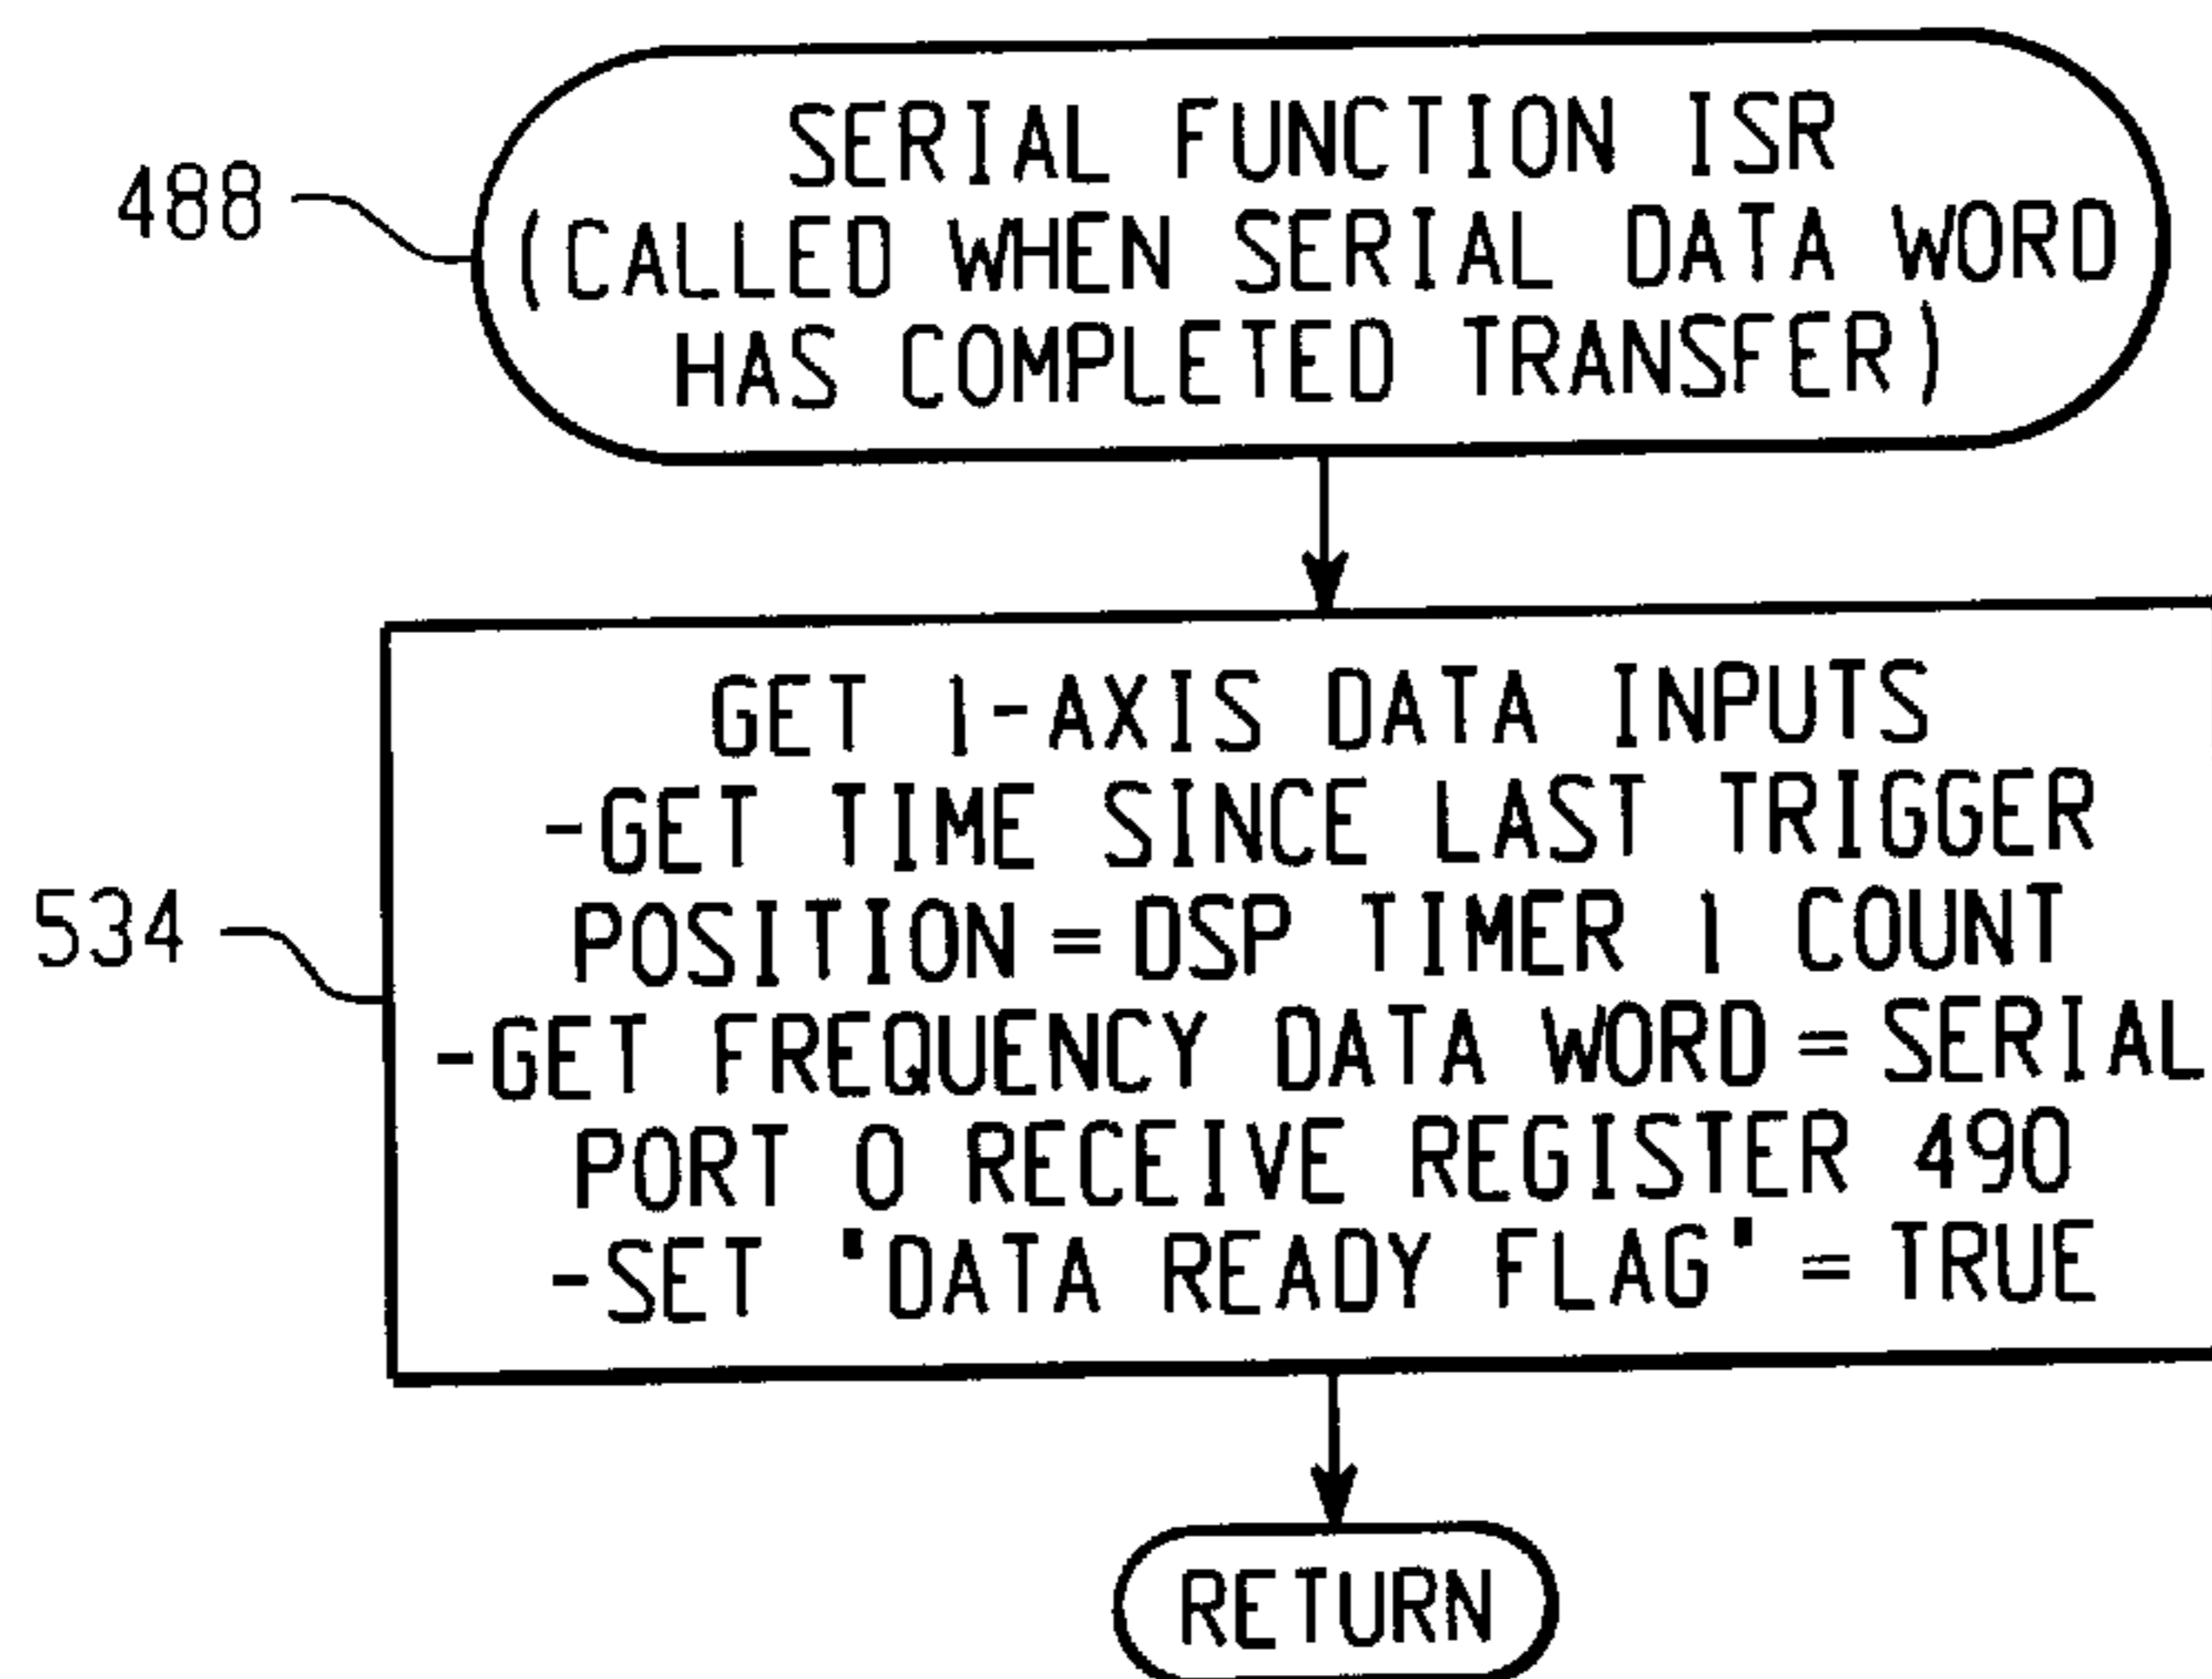 488
SERIAL FUNCTION ISR
(CALLED WHEN SERIAL DATA WORD
HAS COMPLETED TRANSFER)
534
GET 1-AXIS DATA INPUTS
-GET TIME SINCE LAST TRIGGER
POSITION = DSP TIMER 1 COUNT
-GET FREQUENCY DATA WORD = SERIAL
PORT 0 RECEIVE REGISTER 490
-SET 'DATA READY FLAG' = TRUE
RETURN